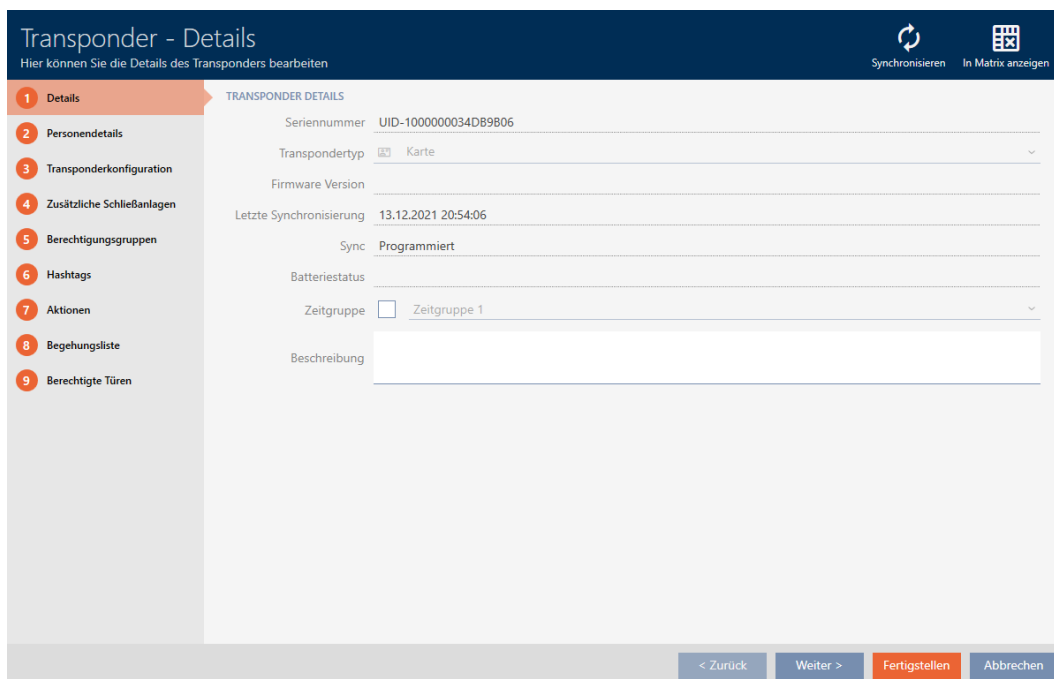 Transponder - Details
Hier können Sie die Details des Transponders bearbeiten
Synchronisieren
In Matrix anzeigen
1 Details
2 Personendetails
3 Transponderkonfiguration
4 Zusätzliche Schließanlagen
5 Berechtigungsgruppen
6 Hashtags
7 Aktionen
8 Begehungsliste
9 Berechtigte Türen
TRANSPONDER DETAILS
Seriennummer UID-1000000034DB9B06
Transpondertyp Karte
Firmware Version
Letzte Synchronisierung 13.12.2021 20:54:06
Sync Programmiert
Batteriestatus
Zeitgruppe Zeitgruppe 1
Beschreibung
< Zurück
Weiter >
Fertigstellen
Abbrechen